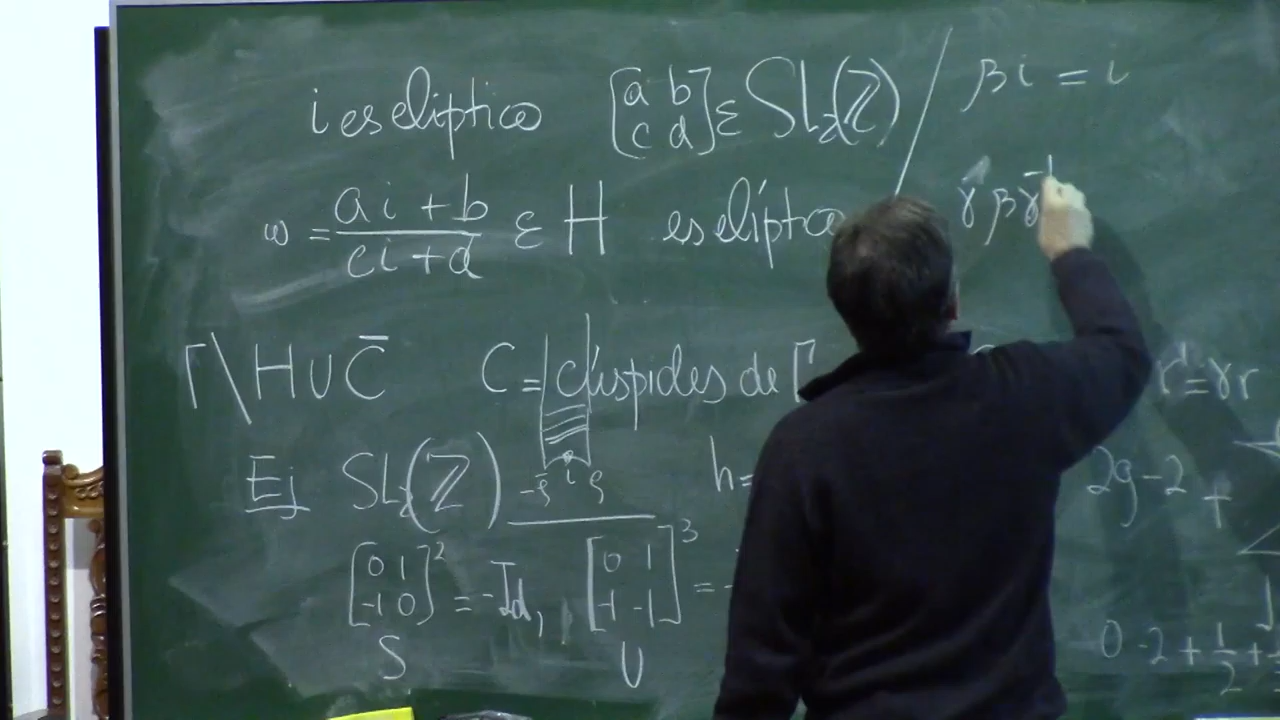 i es elíptico [a b; c d] ε SL₂(ℤ) / βi = i
ω = (ai + b)/(ci + d) ε H es elíptico γβγ⁻¹
Γ\H∪C̄ C = cúspides de Γ r' = γr
Ej SL₂(ℤ) -ρ̄ i ρ h= 2g-2 +
[0 1; -1 0]² = -Id, [0 1; -1 -1]³ =
S U 0-2+1/2+